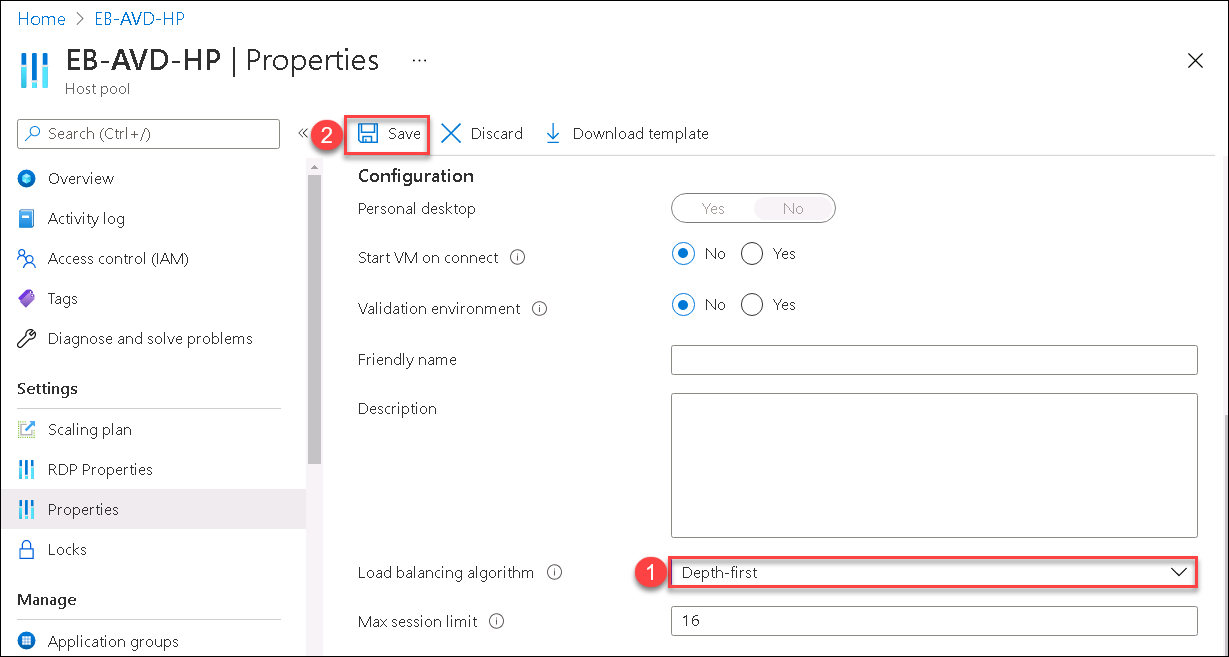 Home > EB-AVD-HP
EB-AVD-HP | Properties ...
Host pool
Search (Ctrl+/)
«
2
Save
Discard
Download template
Overview
Activity log
Access control (IAM)
Tags
Diagnose and solve problems
Settings
Scaling plan
RDP Properties
Properties
Locks
Manage
Application groups
Configuration
Personal desktop Yes No
Start VM on connect No Yes
Validation environment No Yes
Friendly name
Description
Load balancing algorithm 1 Depth-first
Max session limit 16